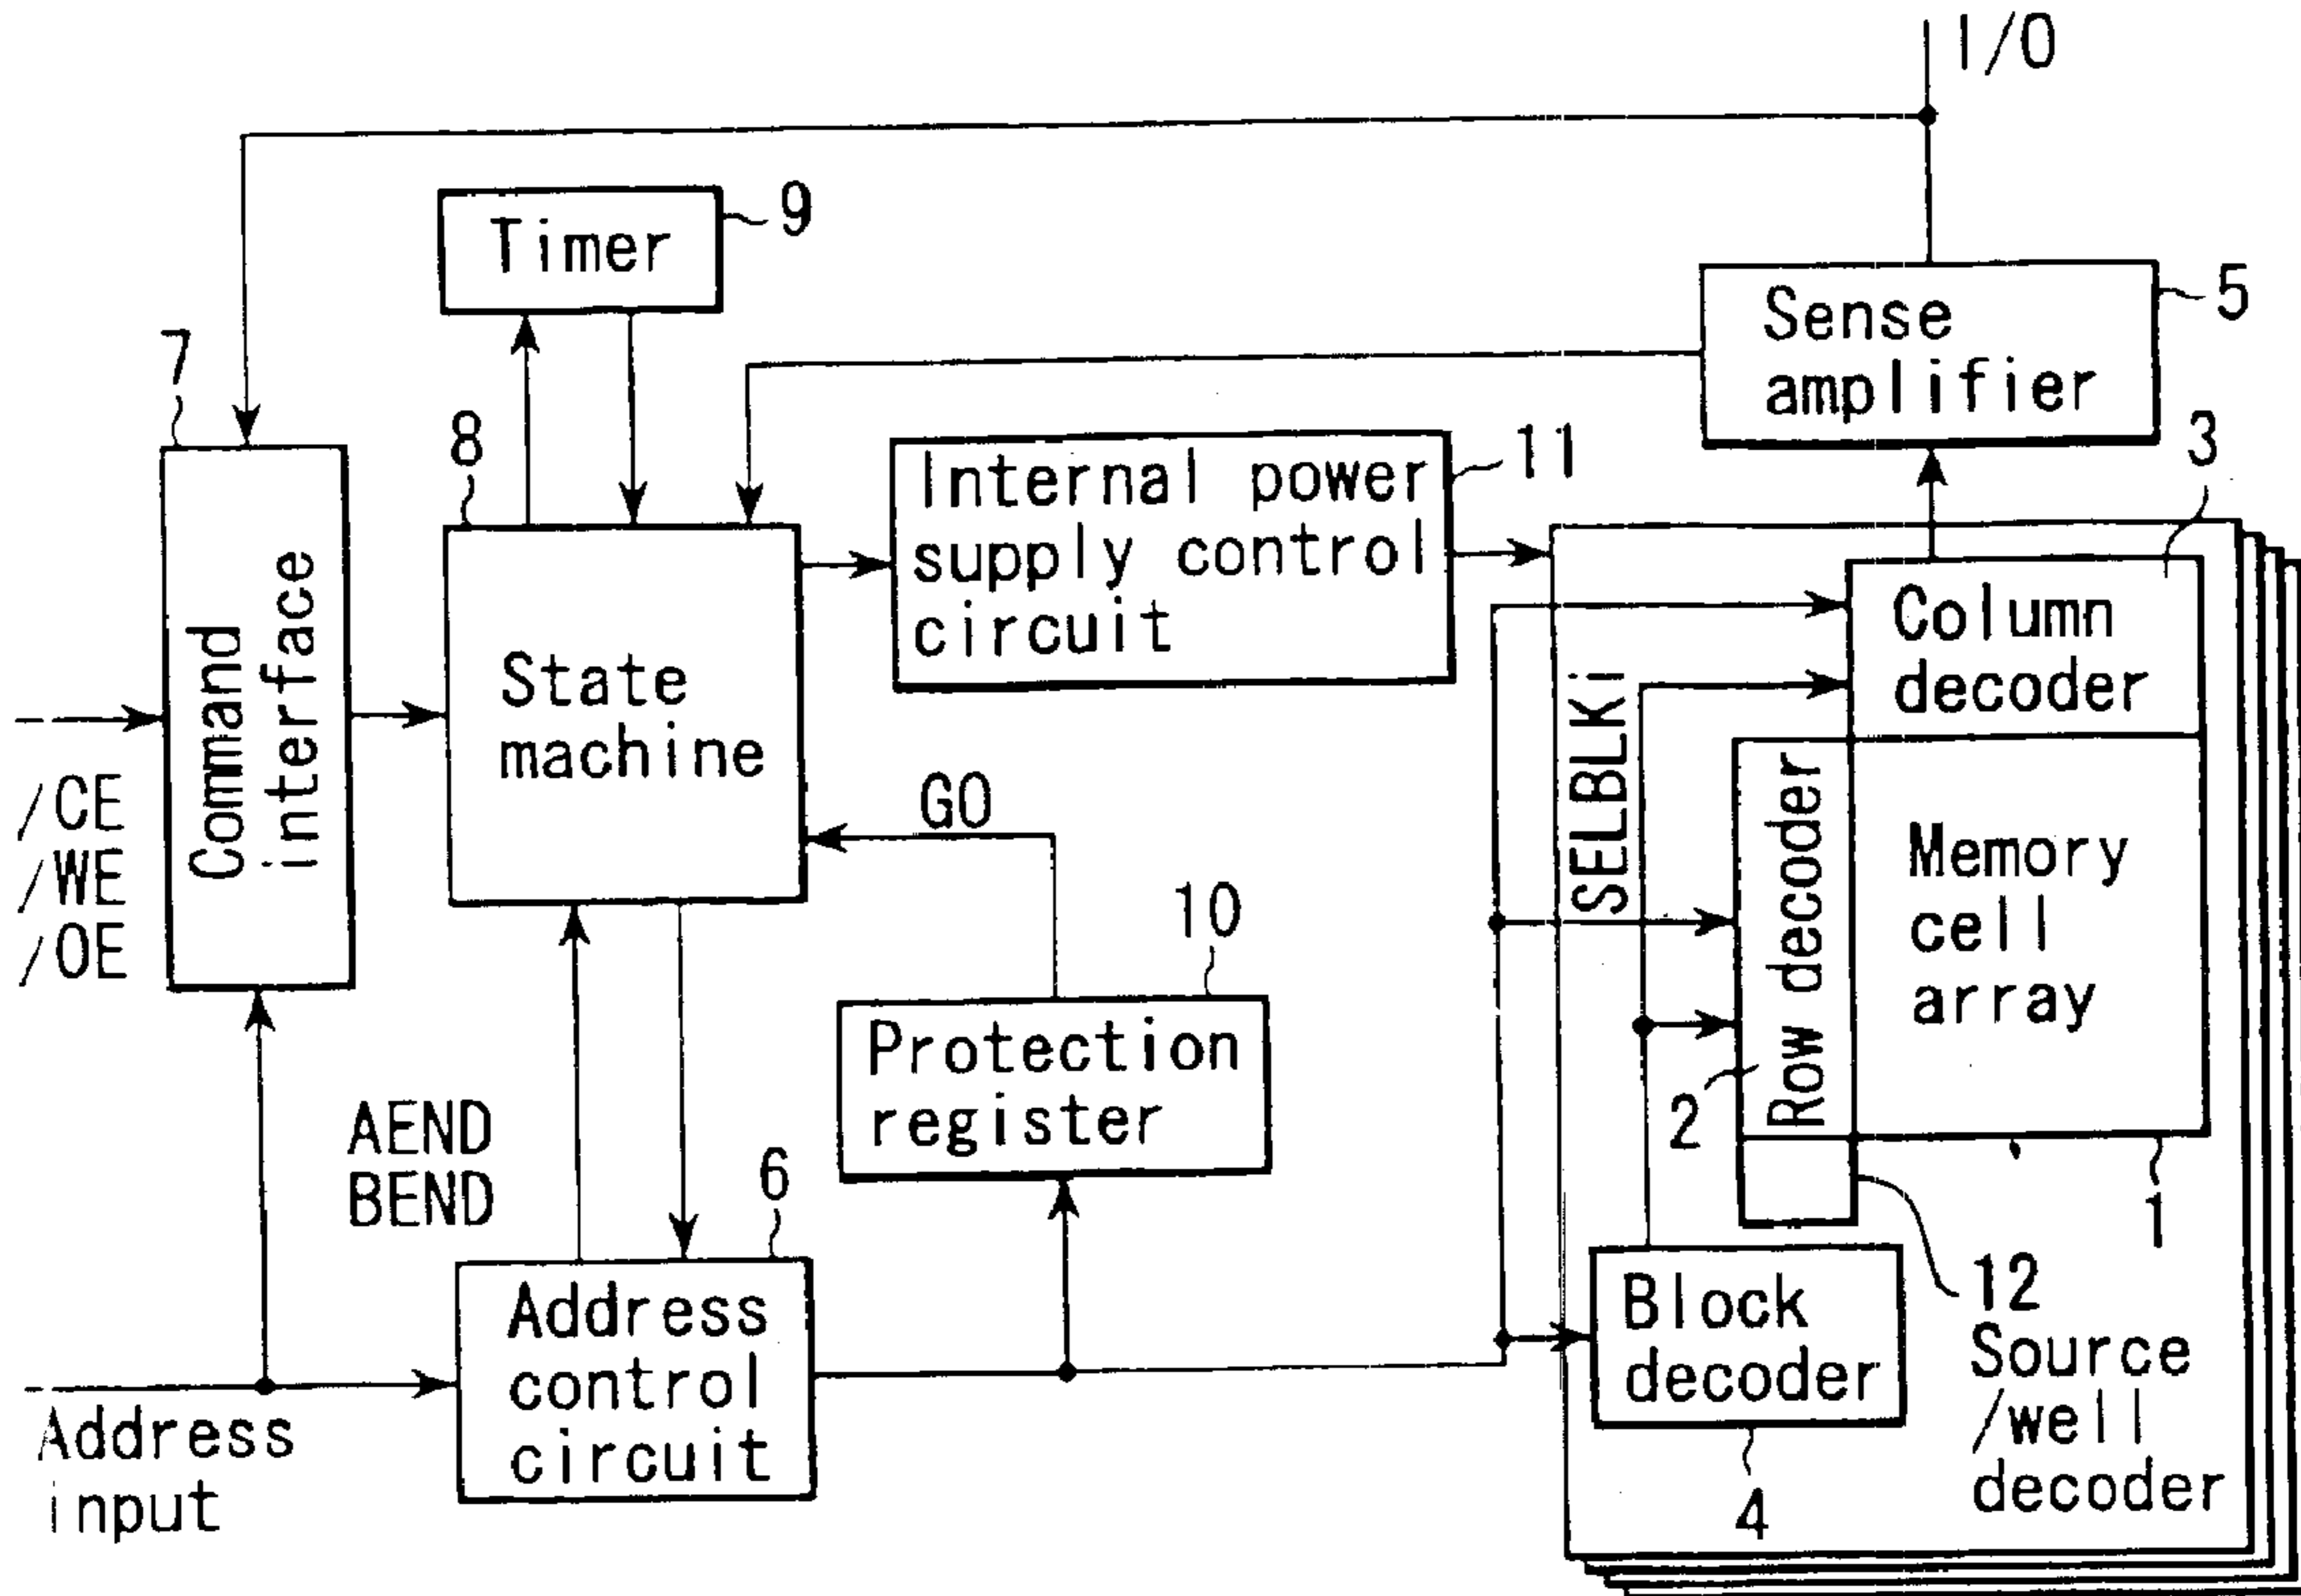 I/O
Timer
9
Sense
amplifier
5
7
8
Internal power
supply control
circuit
11
3
Command
interface
State
machine
Column
decoder
SELBLKi
/CE
/WE
/OE
GO
Row decoder
2
Memory
cell
array
1
10
Protection
register
AEND
BEND
6
Address
control
circuit
Block
decoder
4
12
Source
/well
decoder
Address
input